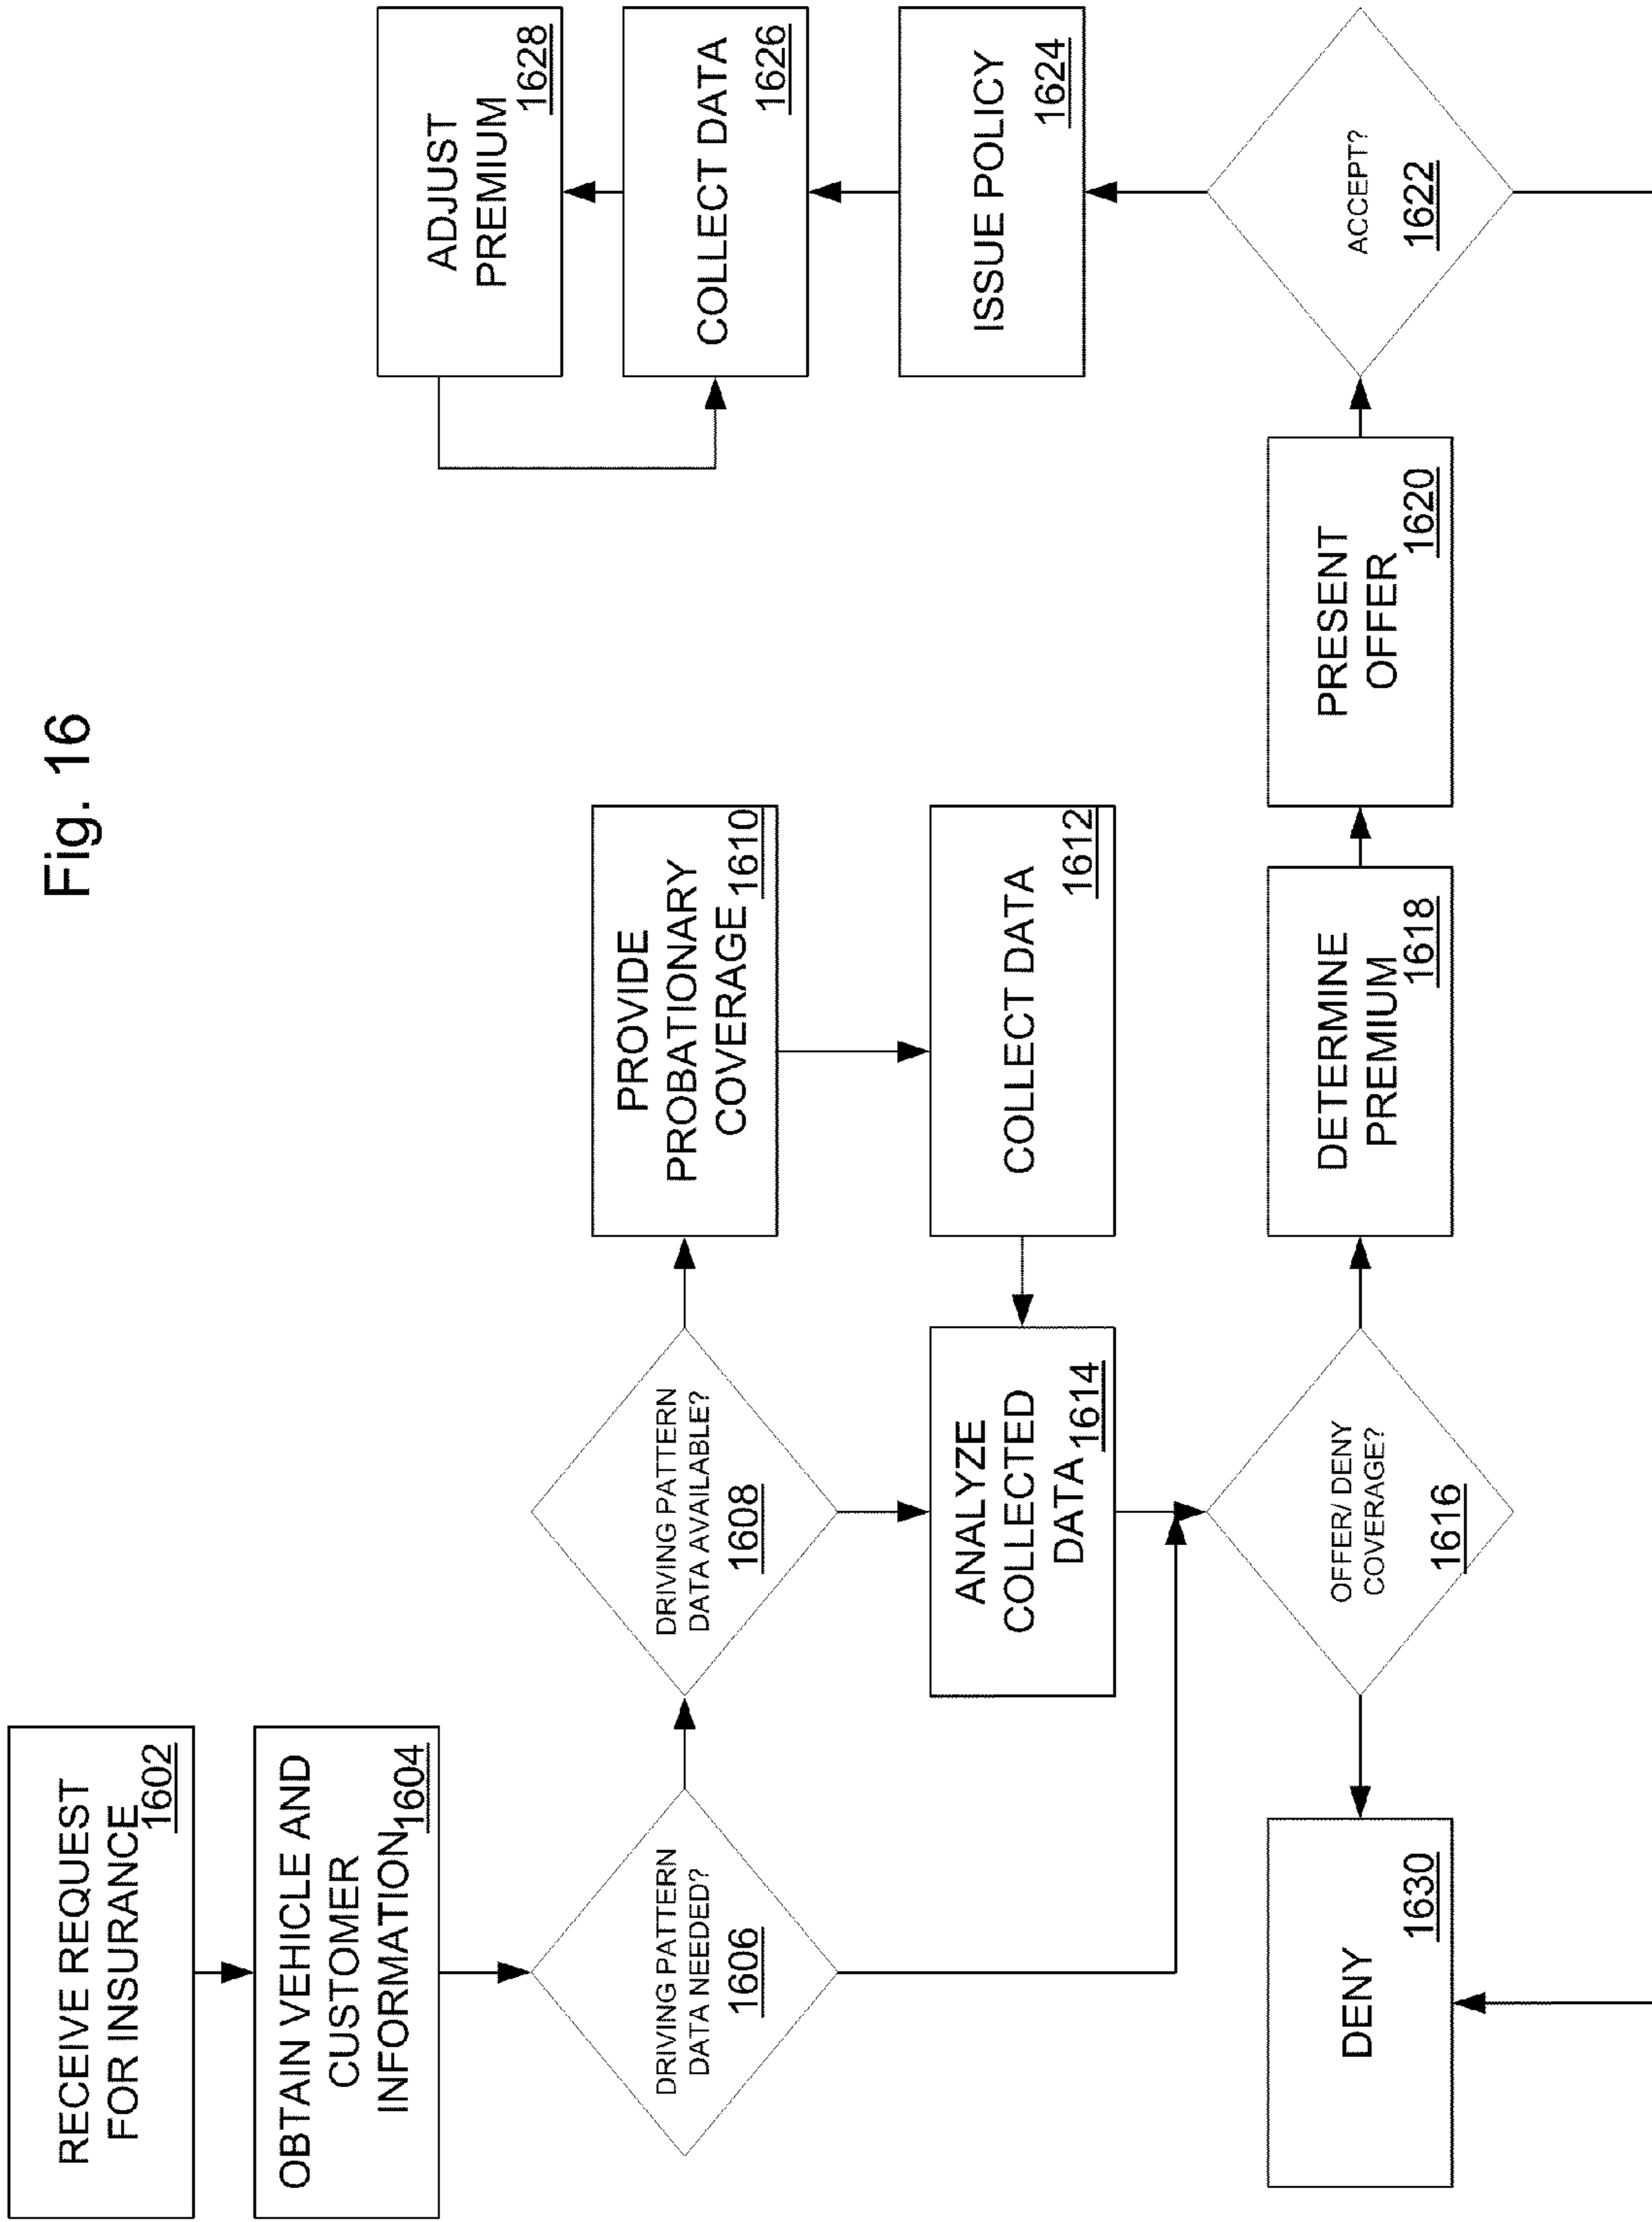 Fig. 16
RECEIVE REQUEST
FOR INSURANCE
1602
OBTAIN VEHICLE AND
CUSTOMER
INFORMATION
1604
DRIVING PATTERN
DATA NEEDED?
1606
DRIVING PATTERN
DATA AVAILABLE?
1608
PROVIDE
PROBATIONARY
COVERAGE
1610
COLLECT DATA
1612
ANALYZE
COLLECTED
DATA
1614
OFFER/ DENY
COVERAGE?
1616
DETERMINE
PREMIUM
1618
PRESENT
OFFER
1620
ACCEPT?
1622
ISSUE POLICY
1624
COLLECT DATA
1626
ADJUST
PREMIUM
1628
DENY
1630